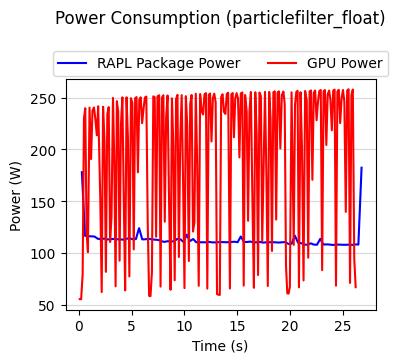 Power Consumption (particlefilter_float)
RAPL Package Power
GPU Power
250
200
150
100
50
Power (W)
0
5
10
15
20
25
Time (s)